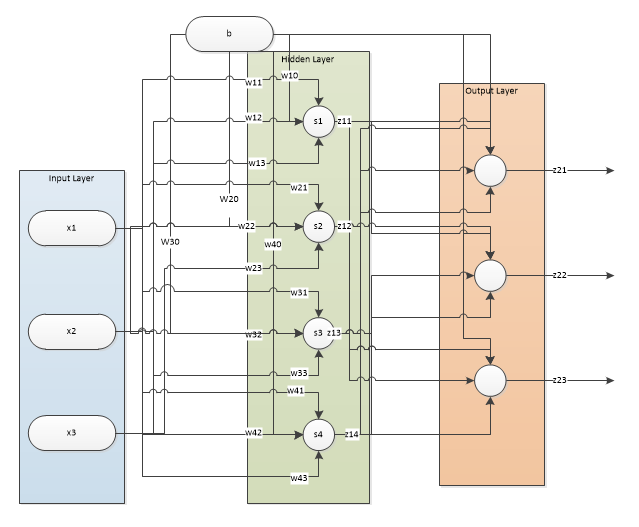 b
Hidden Layer
w10
w11
Output Layer
w12
s1
z11
w13
z21
Input Layer
w21
W20
x1
w22
s2
z12
W30
w40
w23
z22
w31
x2
w32
s3
z13
w33
z23
w41
x3
w42
s4
z14
w43